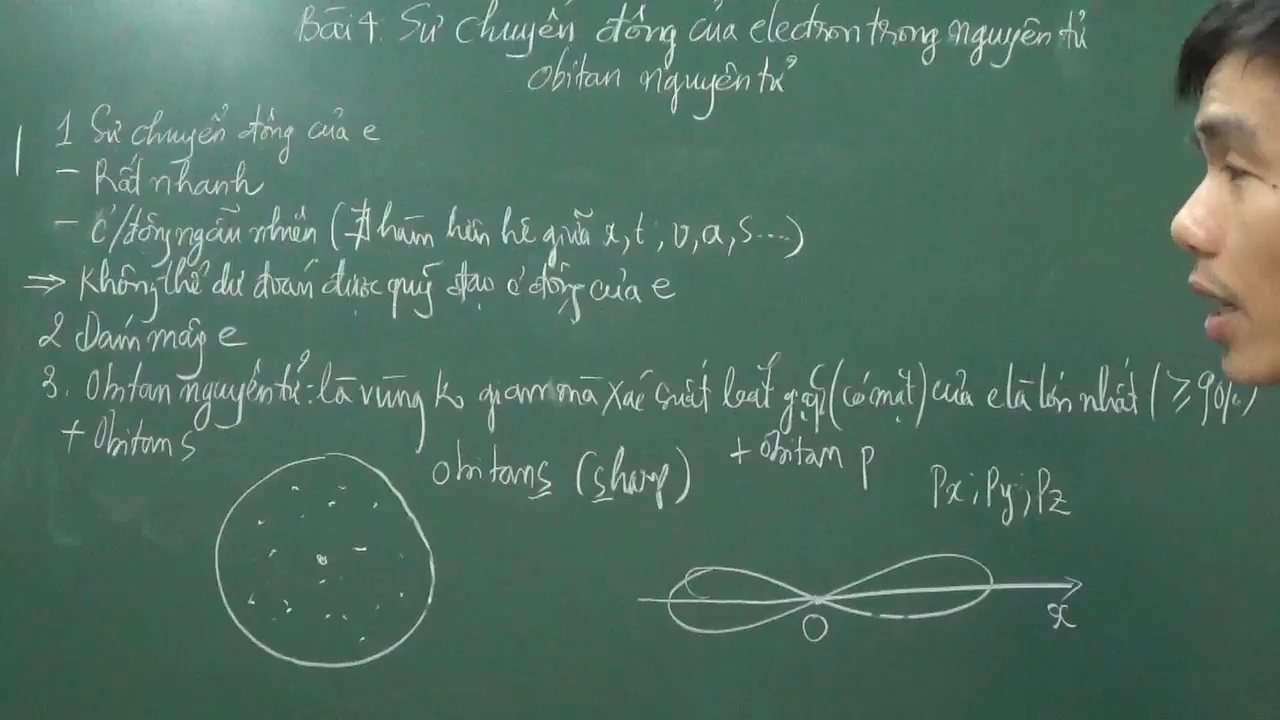 Bài 4: Sự chuyển động của electron trong nguyên tử
Obitan nguyên tử
1 Sự chuyển động của e
- Rất nhanh
- C/động ngẫu nhiên (∄ hàm liên hệ giữa x, t, v, a, s....)
⇒ Không thể dự đoán được quỹ đạo c/động của e
2 Đám mây e
3. Obitan nguyên tử: là vùng k. gian mà xác suất bắt gặp (có mặt) của e là lớn nhất (≥90%)
+ Obitan s
obitan s (sharp)
+ obitan p
Px; Py; Pz
O
x